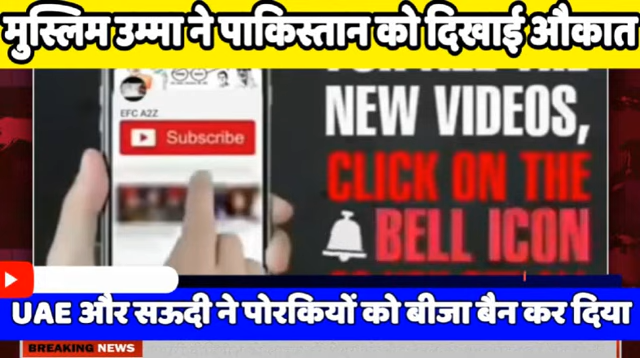 मुस्लिम उम्मा ने पाकिस्तान को दिखाई औकात
NEW VIDEOS,
CLICK ON THE
BELL ICON
EFC A2Z
Subscribe
UAE और सऊदी ने पोरकियों को बीजा बैन कर दिया
BREAKING NEWS